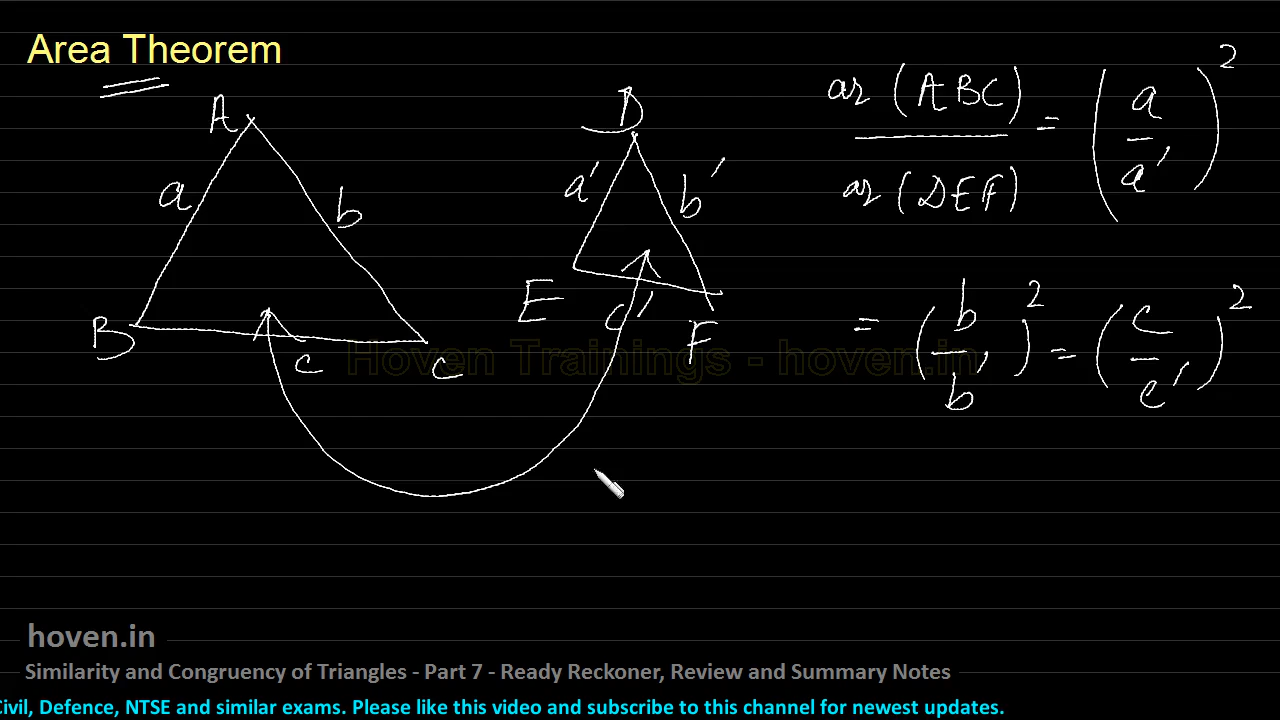 Area Theorem
A
a
b
B
c
C
D
a'
b'
E
c'
F
ar (ABC) / ar (DEF) = (a / a')²
= (b / b')² = (c / c')²
Hoven Trainings - hoven.in
hoven.in
Similarity and Congruency of Triangles - Part 7 - Ready Reckoner, Review and Summary Notes
Civil, Defence, NTSE and similar exams. Please like this video and subscribe to this channel for newest updates.